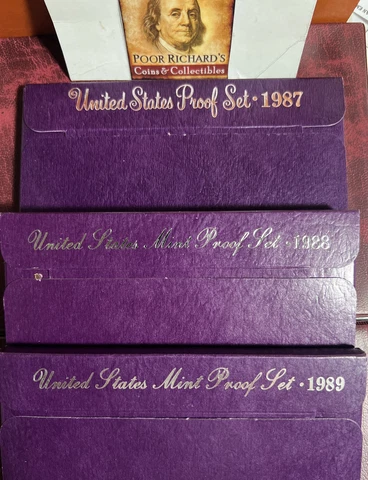 POOR RICHARD'S
Coins & Collectibles
United States Proof Set · 1987
United States Mint Proof Set · 1988
United States Mint Proof Set · 1989